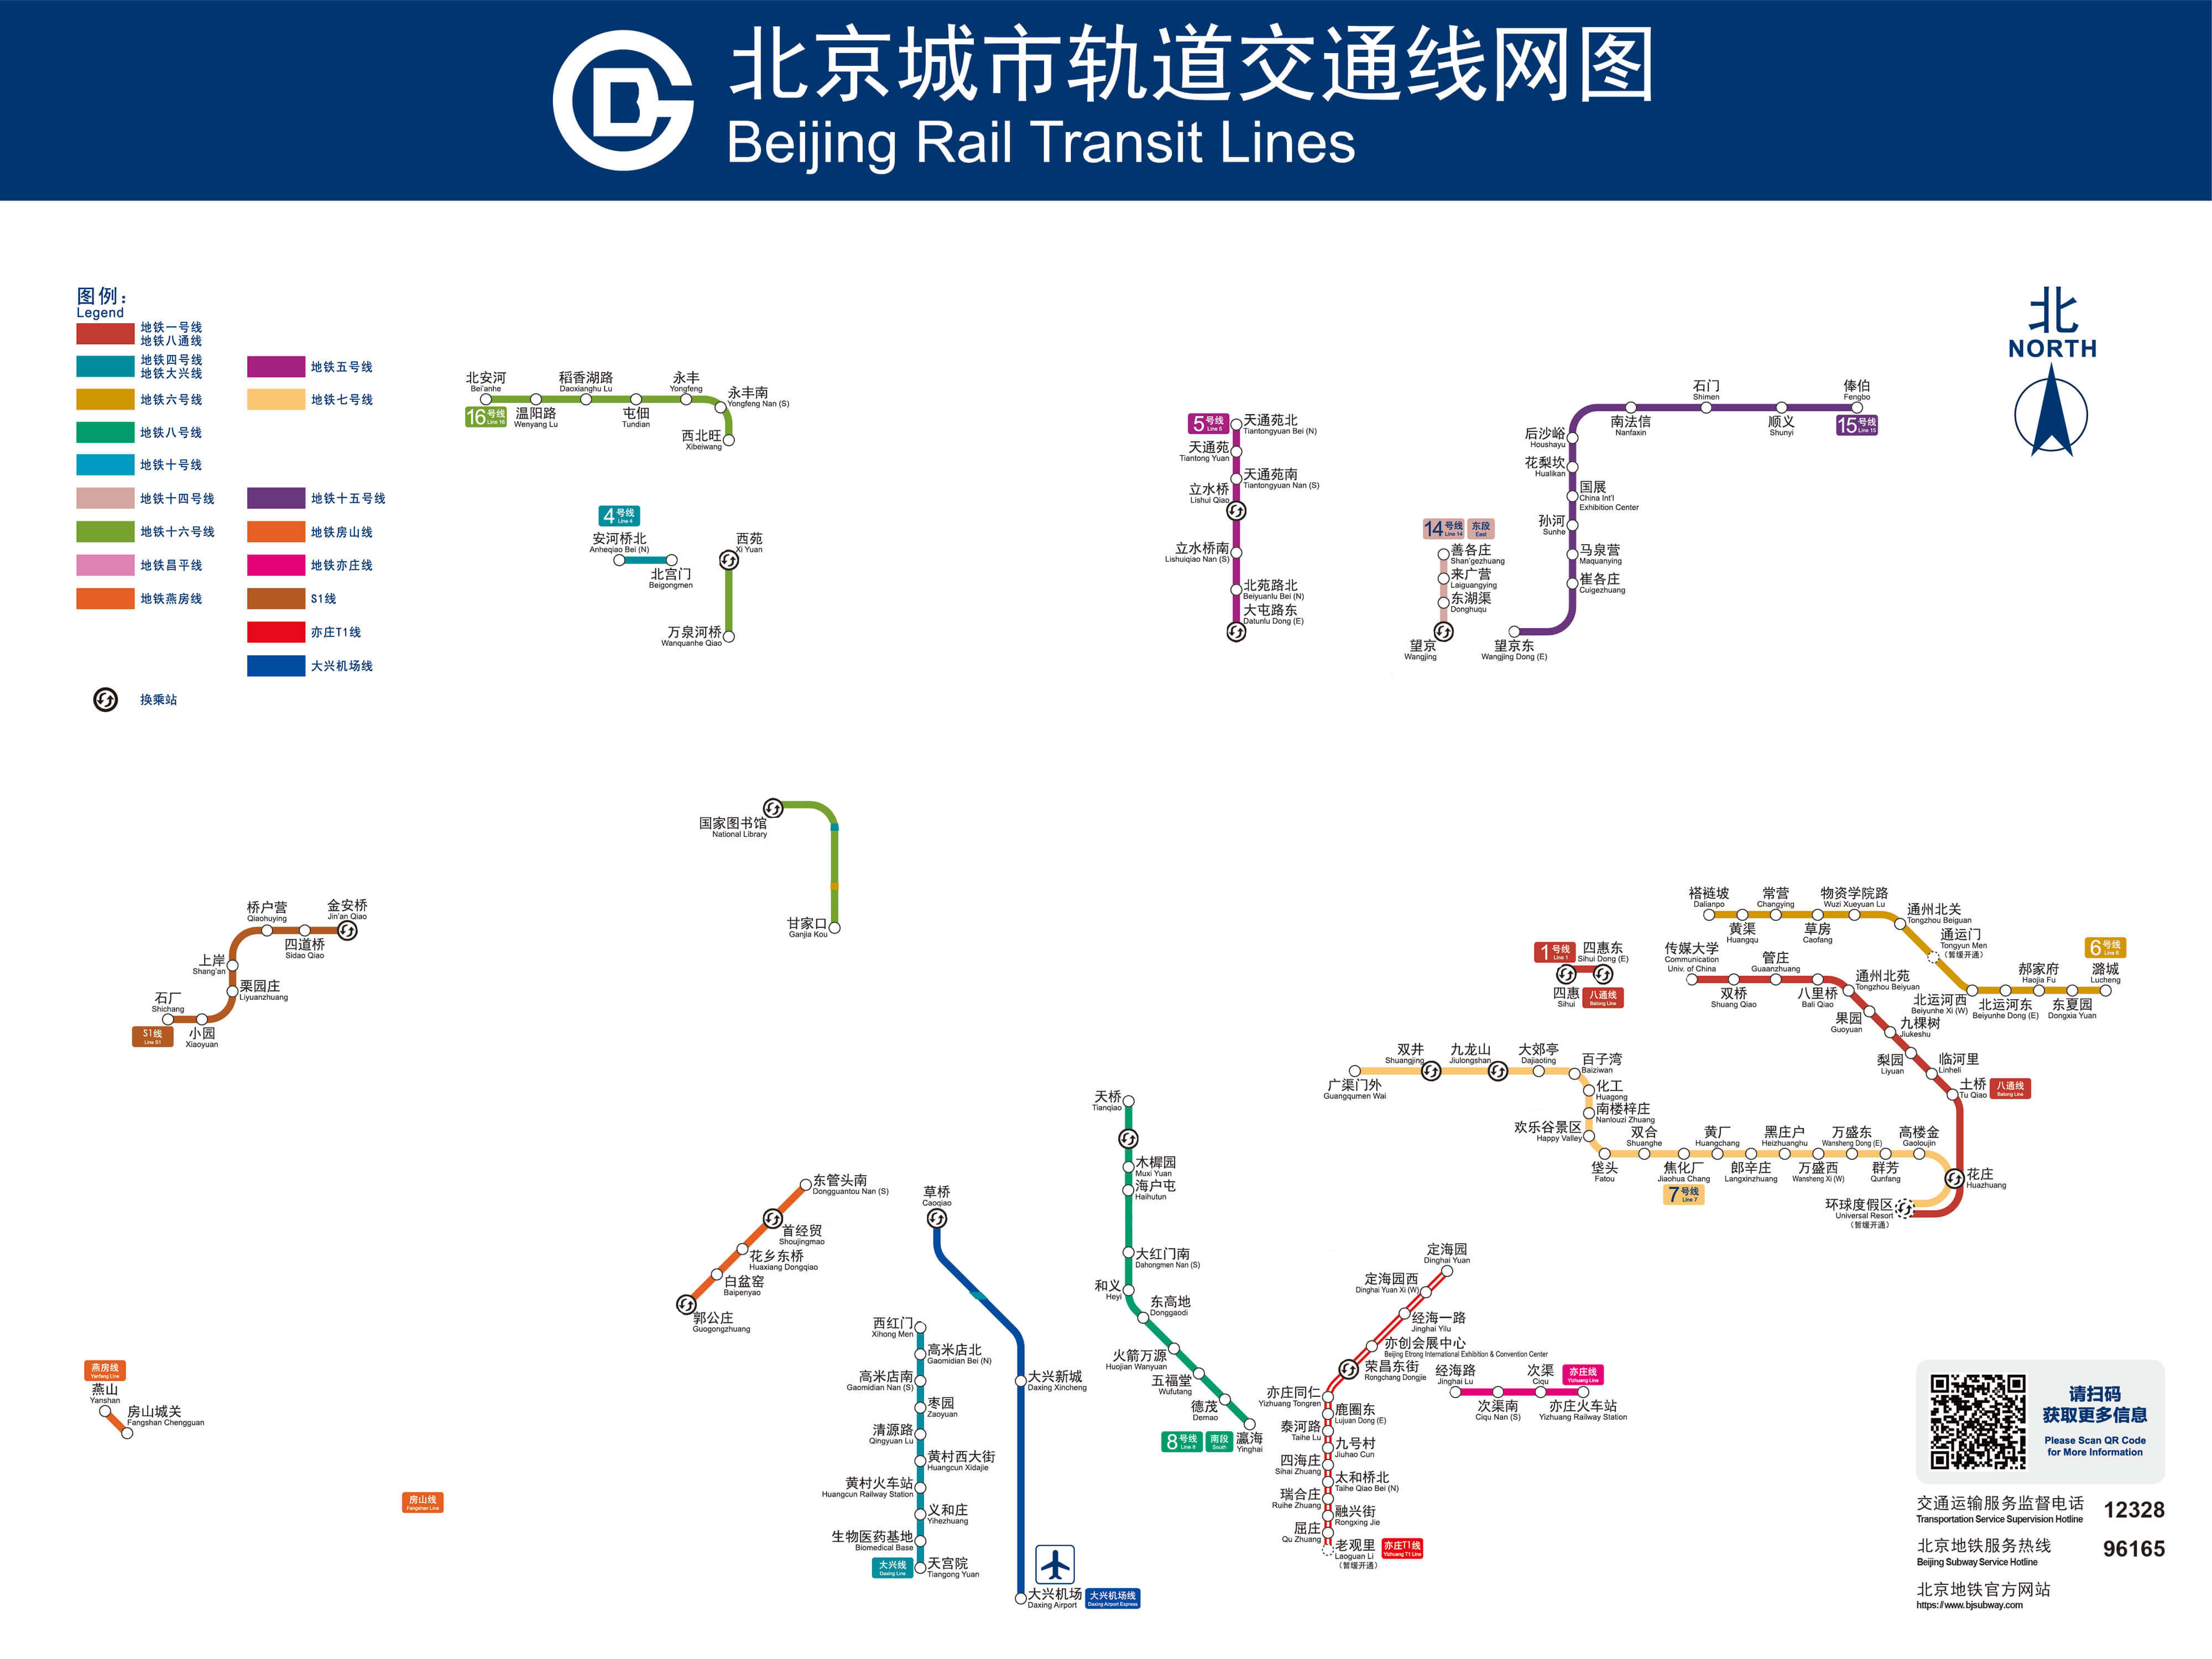 北京城市轨道交通线网图
Beijing Rail Transit Lines
图例：
Legend
地铁一号线
地铁八通线
地铁四号线
地铁大兴线
地铁五号线
地铁六号线
地铁七号线
地铁八号线
地铁十号线
地铁十四号线
地铁十五号线
地铁十六号线
地铁房山线
地铁昌平线
地铁亦庄线
地铁燕房线
S1线
亦庄T1线
大兴机场线
换乘站
北
NORTH
北安河
Bei'anhe
稻香湖路
Daoxianghu Lu
永丰
Yongfeng
永丰南
Yongfeng Nan (S)
16号线
Line 16
温阳路
Wenyang Lu
屯佃
Tundian
西北旺
Xibeiwang
4号线
Line 4
安河桥北
Anheqiao Bei (N)
北宫门
Beigongmen
西苑
Xi Yuan
万泉河桥
Wanquanhe Qiao
5号线
Line 5
天通苑北
Tiantongyuan Bei (N)
天通苑
Tiantong Yuan
天通苑南
Tiantongyuan Nan (S)
立水桥
Lishui Qiao
立水桥南
Lishuiqiao Nan (S)
北苑路北
Beiyuanlu Bei (N)
大屯路东
Datunlu Dong (E)
14号线
Line 14
东段
East
善各庄
Shan'gezhuang
来广营
Laiguangying
东湖渠
Donghuqu
望京
Wangjing
石门
Shimen
俸伯
Fengbo
南法信
Nanfaxin
顺义
Shunyi
15号线
Line 15
后沙峪
Houshayu
花梨坎
Hualikan
国展
China Int'l
Exhibition Center
孙河
Sunhe
马泉营
Maquanying
崔各庄
Cuigezhuang
望京东
Wangjing Dong (E)
国家图书馆
National Library
甘家口
Ganjia Kou
桥户营
Qiaohuying
金安桥
Jin'an Qiao
四道桥
Sidao Qiao
上岸
Shang'an
栗园庄
Liyuanzhuang
石厂
Shichang
S1线
Line S1
小园
Xiaoyuan
褡裢坡
Dalianpo
常营
Changying
物资学院路
Wuzi Xueyuan Lu
黄渠
Huangqu
草房
Caofang
通州北关
Tongzhou Beiguan
通运门
Tongyun Men
（暂缓开通）
6号线
Line 6
郝家府
Haojia Fu
潞城
Lucheng
北运河西
Beiyunhe Xi (W)
北运河东
Beiyunhe Dong (E)
东夏园
Dongxia Yuan
1号线
Line 1
四惠东
Sihui Dong (E)
四惠
Sihui
八通线
Batong Line
传媒大学
Communication
Univ. of China
管庄
Guaanzhuang
双桥
Shuang Qiao
八里桥
Bali Qiao
通州北苑
Tongzhou Beiyuan
果园
Guoyuan
九棵树
Jiukeshu
梨园
Liyuan
临河里
Linheli
土桥
Tu Qiao
八通线
Batong Line
双井
Shuangjing
九龙山
Jiulongshan
大郊亭
Dajiaoting
百子湾
Baiziwan
广渠门外
Guangqumen Wai
化工
Huagong
南楼梓庄
Nanlouzi Zhuang
欢乐谷景区
Happy Valley
双合
Shuanghe
黄厂
Huangchang
黑庄户
Heizhuanghu
万盛东
Wansheng Dong (E)
高楼金
Gaoloujin
垡头
Fatou
焦化厂
Jiaohua Chang
郎辛庄
Langxinzhuang
万盛西
Wansheng Xi (W)
群芳
Qunfang
7号线
Line 7
花庄
Huazhuang
环球度假区
Universal Resort
（暂缓开通）
天桥
Tianqiao
木樨园
Muxi Yuan
海户屯
Haihutun
大红门南
Dahongmen Nan (S)
和义
Heyi
东高地
Donggaodi
火箭万源
Huojian Wanyuan
五福堂
Wufutang
德茂
Demao
8号线
Line 8
南段
South
瀛海
Yinghai
东管头南
Dongguantou Nan (S)
首经贸
Shoujingmao
花乡东桥
Huaxiang Dongqiao
白盆窑
Baipenyao
郭公庄
Guogongzhuang
草桥
Caoqiao
大兴新城
Daxing Xincheng
大兴机场
Daxing Airport
大兴机场线
Daxing Airport Express
西红门
Xihong Men
高米店北
Gaomidian Bei (N)
高米店南
Gaomidian Nan (S)
枣园
Zaoyuan
清源路
Qingyuan Lu
黄村西大街
Huangcun Xidajie
黄村火车站
Huangcun Railway Station
义和庄
Yihezhuang
生物医药基地
Biomedical Base
大兴线
Daxing Line
天宫院
Tiangong Yuan
定海园
Dinghai Yuan
定海园西
Dinghai Yuan Xi (W)
经海一路
Jinghai Yilu
亦创会展中心
Beijing Etrong International Exhibition & Convention Center
荣昌东街
Rongchang Dongjie
亦庄同仁
Yizhuang Tongren
鹿圈东
Lujuan Dong (E)
泰河路
Taihe Lu
九号村
Jiuhao Cun
四海庄
Sihai Zhuang
太和桥北
Taihe Qiao Bei (N)
瑞合庄
Ruihe Zhuang
融兴街
Rongxing Jie
屈庄
Qu Zhuang
老观里
Laoguan Li
（暂缓开通）
亦庄T1线
Yizhuang T1 Line
经海路
Jinghai Lu
次渠
Ciqu
亦庄线
Yizhuang Line
次渠南
Ciqu Nan (S)
亦庄火车站
Yizhuang Railway Station
燕房线
Yanfang Line
燕山
Yanshan
房山城关
Fangshan Chengguan
房山线
Fangshan Line
请扫码
获取更多信息
Please Scan QR Code
for More Information
交通运输服务监督电话
Transportation Service Supervision Hotline
12328
北京地铁服务热线
Beijing Subway Service Hotline
96165
北京地铁官方网站
https://www.bjsubway.com